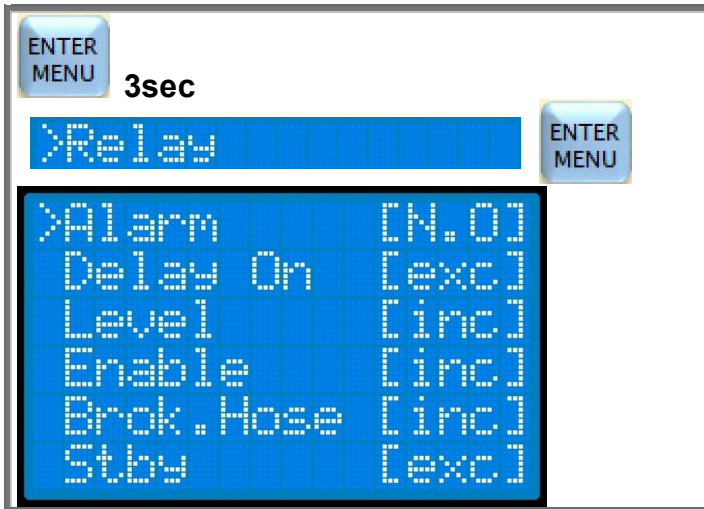 ENTER
MENU
3sec
>Relay
ENTER
MENU
>Alarm [N.O]
Delay On [exc]
Level [inc]
Enable [inc]
Brok.Hose [inc]
Stby [exc]